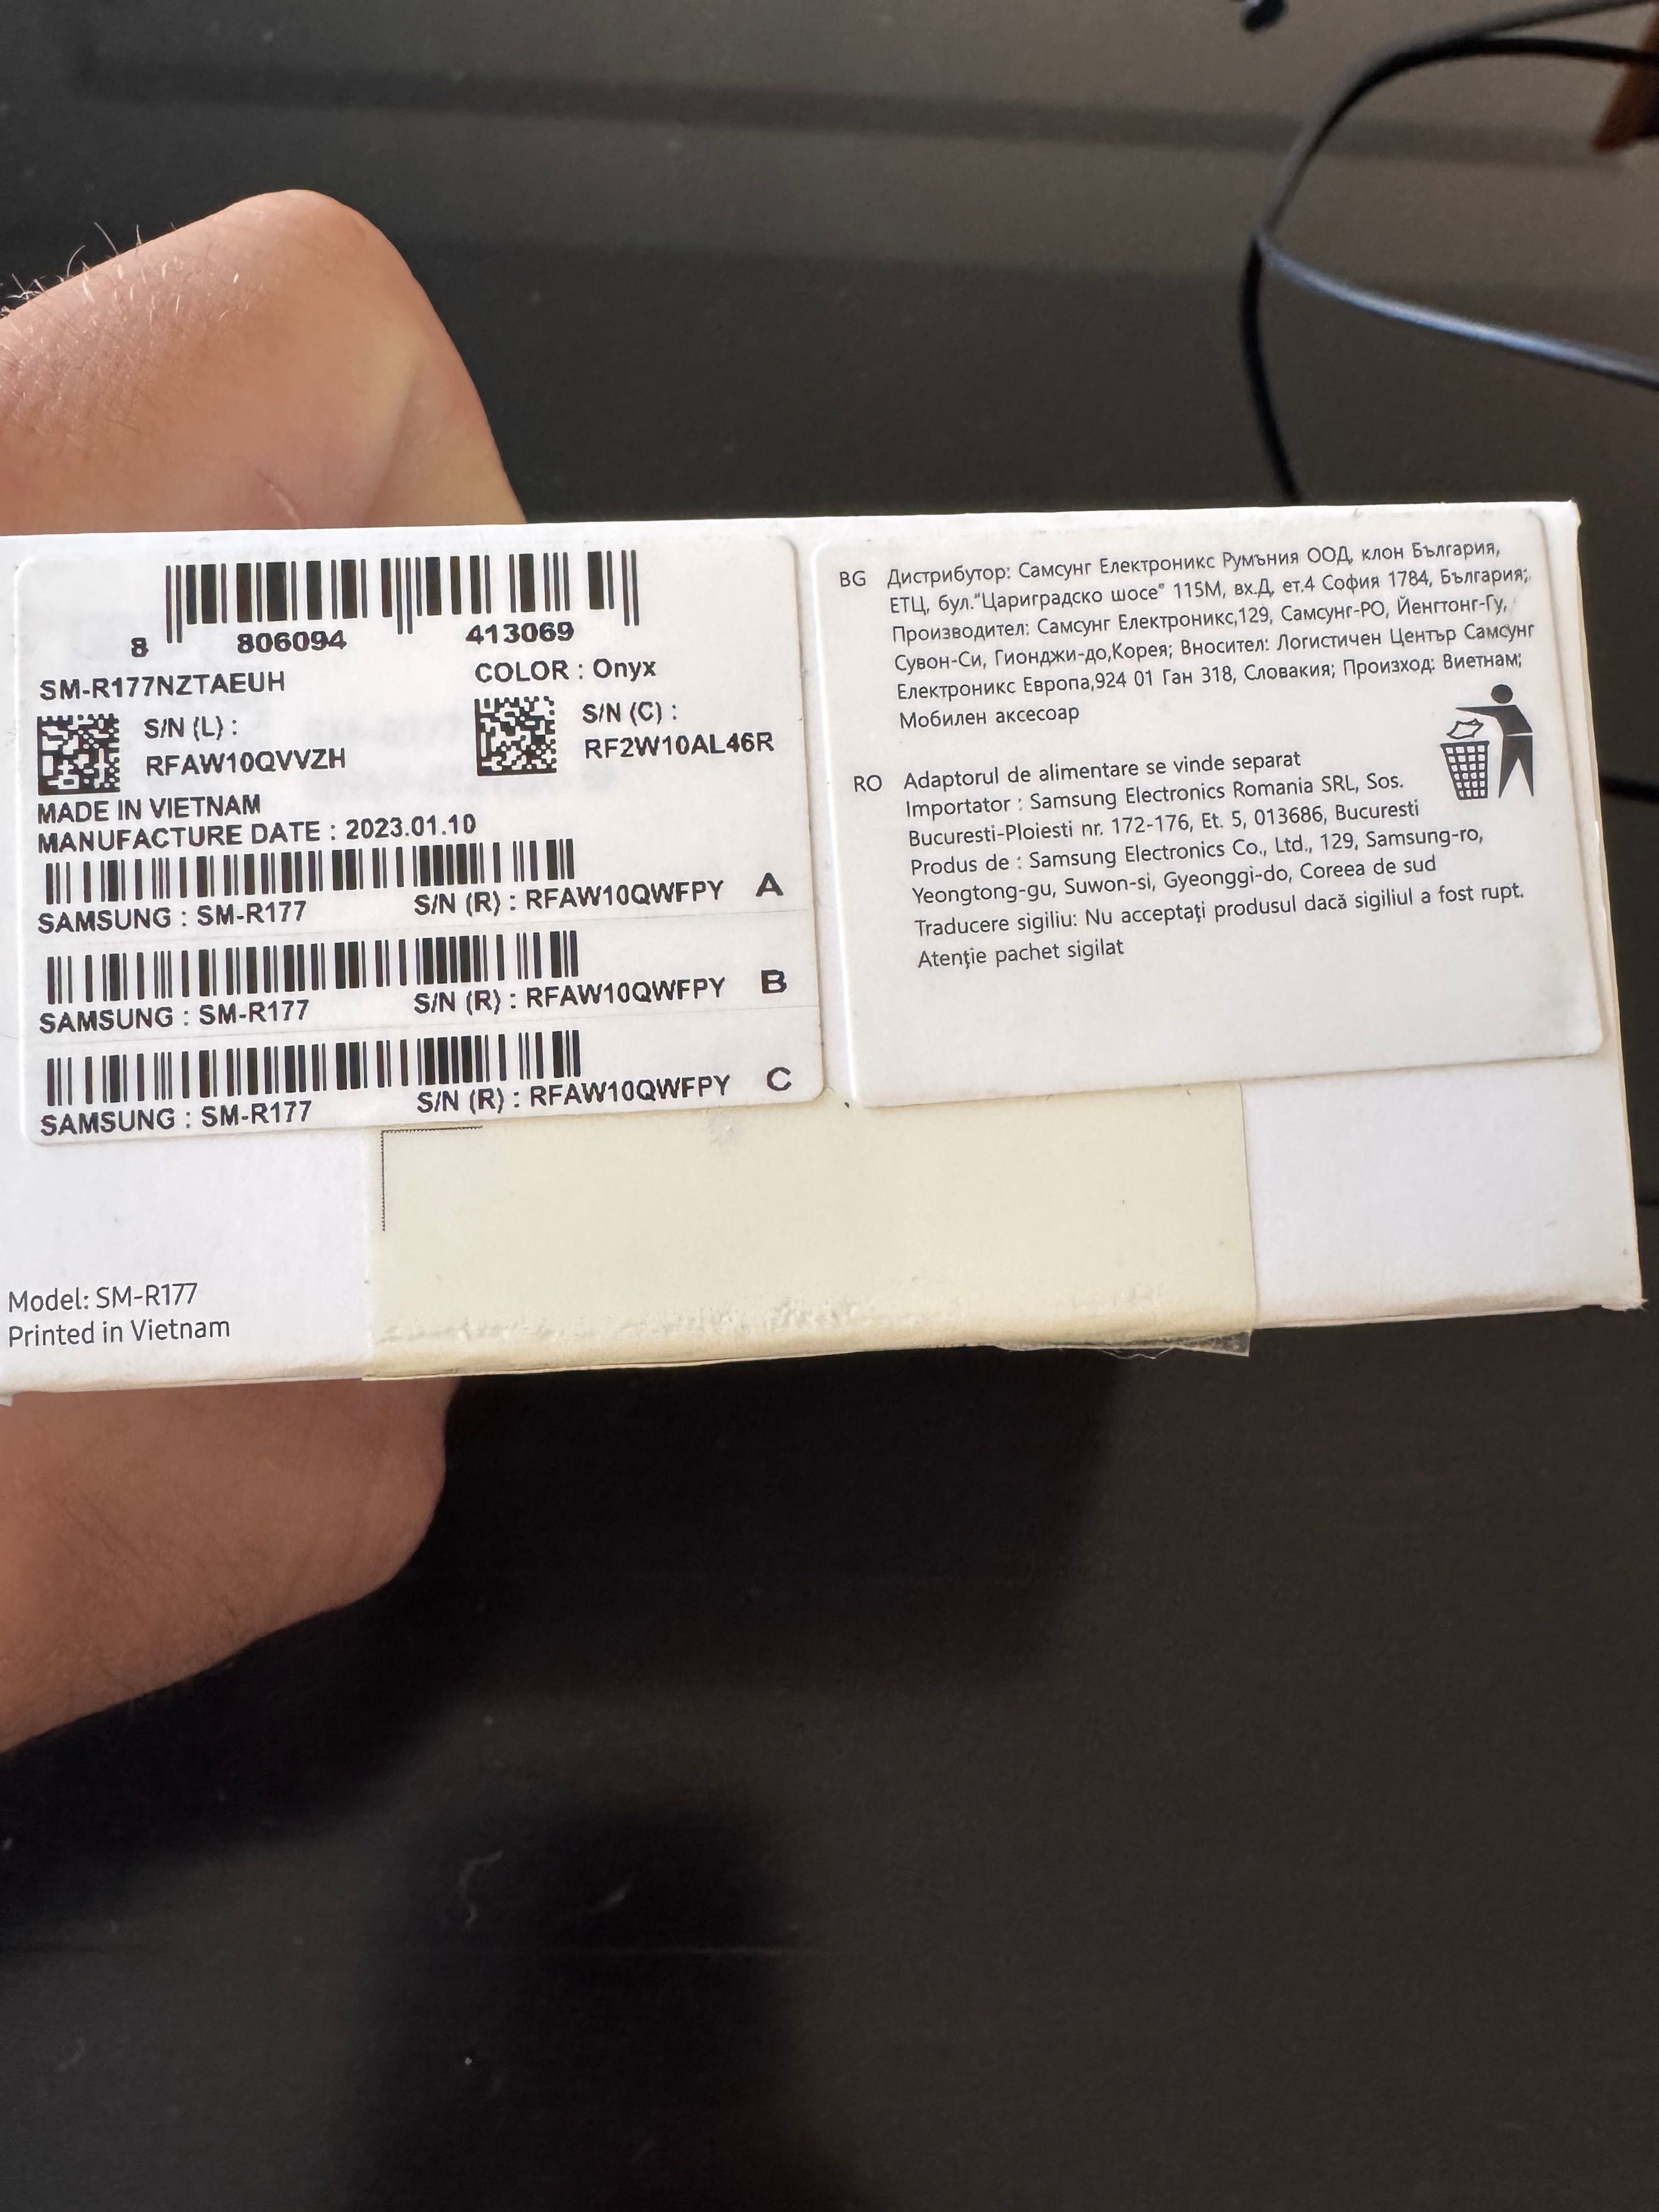 8 806094 413069
SM-R177NZTAEUH
COLOR : Onyx
S/N (L) :
RFAW10QVVZH
S/N (C) :
RF2W10AL46R
MADE IN VIETNAM
MANUFACTURE DATE : 2023.01.10
SAMSUNG : SM-R177 S/N (R) : RFAW10QWFPY A
SAMSUNG : SM-R177 S/N (R) : RFAW10QWFPY B
SAMSUNG : SM-R177 S/N (R) : RFAW10QWFPY C
Model: SM-R177
Printed in Vietnam
BG Дистрибутор: Самсунг Електроникс Румъния ООД, клон България,
ЕТЦ, бул."Цариградско шосе" 115М, вх.Д, ет.4 София 1784, България;
Производител: Самсунг Електроникс,129, Самсунг-РО, Йенгтонг-Гу,
Сувон-Си, Гионджи-до,Корея; Вносител: Логистичен Център Самсунг
Електроникс Европа,924 01 Ган 318, Словакия; Произход: Виетнам;
Мобилен аксесоар
RO Adaptorul de alimentare se vinde separat
Importator : Samsung Electronics Romania SRL, Sos.
Bucuresti-Ploiesti nr. 172-176, Et. 5, 013686, Bucuresti
Produs de : Samsung Electronics Co., Ltd., 129, Samsung-ro,
Yeongtong-gu, Suwon-si, Gyeonggi-do, Coreea de sud
Traducere sigiliu: Nu acceptaţi produsul dacă sigiliul a fost rupt.
Atenţie pachet sigilat